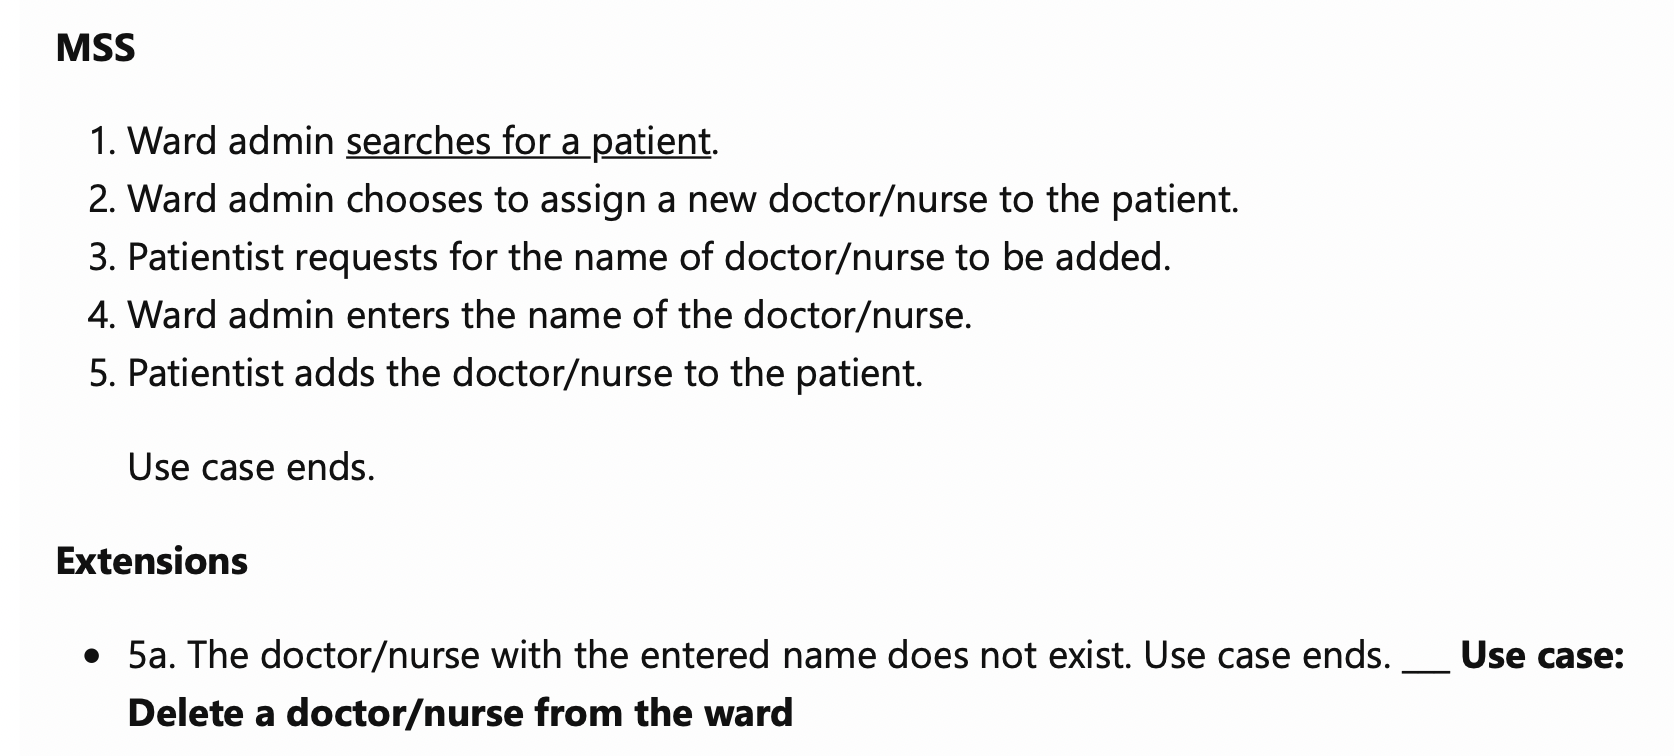 MSS
1. Ward admin searches for a patient.
2. Ward admin chooses to assign a new doctor/nurse to the patient.
3. Patientist requests for the name of doctor/nurse to be added.
4. Ward admin enters the name of the doctor/nurse.
5. Patientist adds the doctor/nurse to the patient.
Use case ends.
Extensions
• 5a. The doctor/nurse with the entered name does not exist. Use case ends. ___ Use case:
Delete a doctor/nurse from the ward